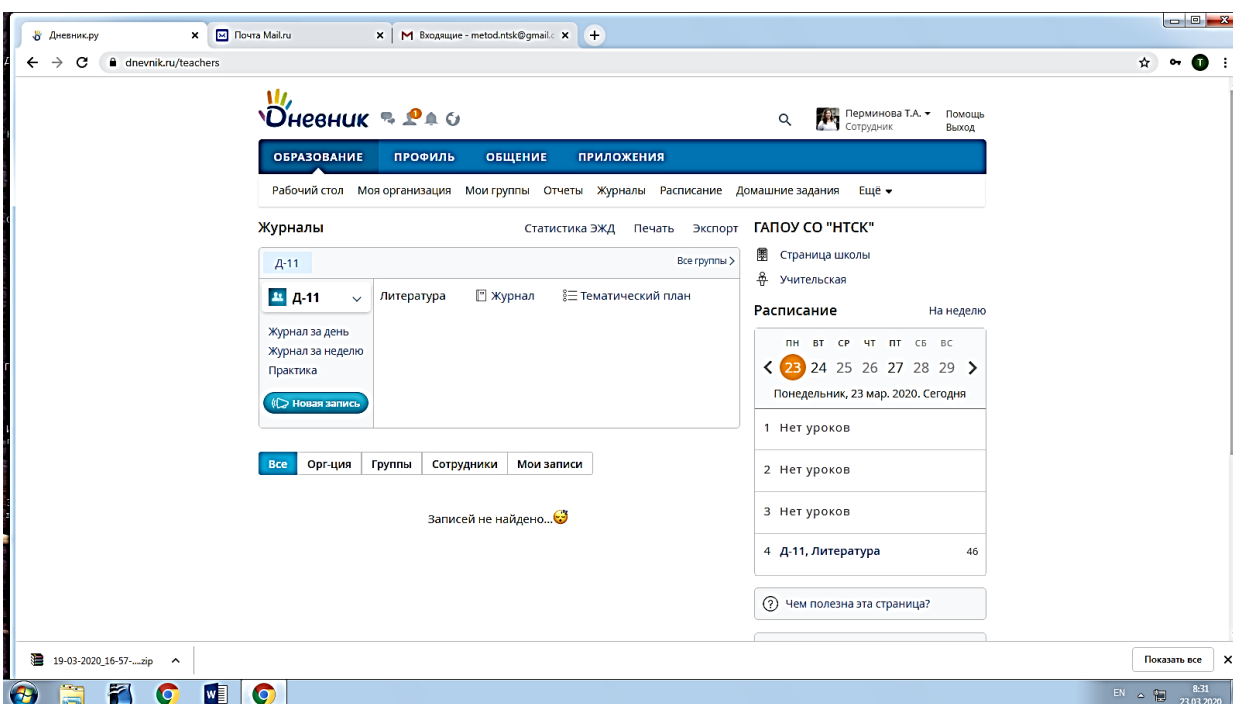 Дневник.ру
Почта Mail.ru
Входящие - metod.ntsk@gmail.c
dnevnik.ru/teachers
T
Дневник
1
Перминова Т.А.
Сотрудник
Помощь
Выход
ОБРАЗОВАНИЕ ПРОФИЛЬ ОБЩЕНИЕ ПРИЛОЖЕНИЯ
Рабочий стол Моя организация Мои группы Отчеты Журналы Расписание Домашние задания Ещё
Журналы
Статистика ЭЖД Печать Экспорт
Д-11
Все группы
Д-11
Литература Журнал Тематический план
Журнал за день
Журнал за неделю
Практика
Новая запись
Все Орг-ция Группы Сотрудники Мои записи
Записей не найдено...
ГАПОУ СО "НТСК"
Страница школы
Учительская
Расписание На неделю
ПН ВТ СР ЧТ ПТ СБ ВС
23 24 25 26 27 28 29
Понедельник, 23 мар. 2020. Сегодня
1 Нет уроков
2 Нет уроков
3 Нет уроков
4 Д-11, Литература 46
Чем полезна эта страница?
19-03-2020_16-57-....zip
Показать все
EN
8:31
23.03.2020